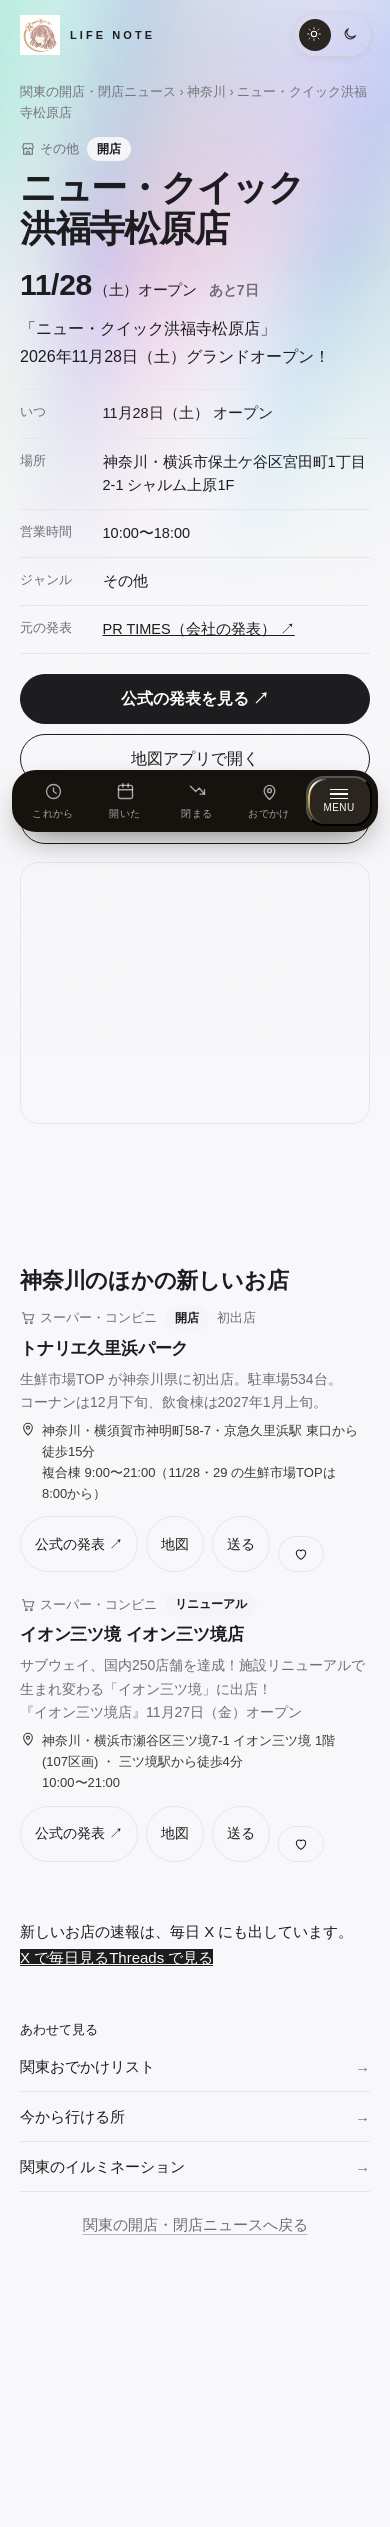 LIFE NOTE
関東の開店・閉店ニュース › 神奈川 › ニュー・クイック洪福
寺松原店
その他 開店
ニュー・クイック
洪福寺松原店
11/28（土）オープン あと7日
「ニュー・クイック洪福寺松原店」
2026年11月28日（土）グランドオープン！
いつ 11月28日（土） オープン
場所 神奈川・横浜市保土ケ谷区宮田町1丁目
2-1 シャルム上原1F
営業時間 10:00〜18:00
ジャンル その他
元の発表 PR TIMES（会社の発表） ↗
公式の発表を見る ↗
地図アプリで開く
これから 開いた 閉まる おでかけ MENU
神奈川のほかの新しいお店
スーパー・コンビニ 開店 初出店
トナリエ久里浜パーク
生鮮市場TOP が神奈川県に初出店。駐車場534台。
コーナンは12月下旬、飲食棟は2027年1月上旬。
神奈川・横須賀市神明町58-7・京急久里浜駅 東口から
徒歩15分
複合棟 9:00〜21:00（11/28・29 の生鮮市場TOPは
8:00から）
公式の発表 ↗ 地図 送る
スーパー・コンビニ リニューアル
イオン三ツ境 イオン三ツ境店
サブウェイ、国内250店舗を達成！施設リニューアルで
生まれ変わる「イオン三ツ境」に出店！
『イオン三ツ境店』11月27日（金）オープン
神奈川・横浜市瀬谷区三ツ境7-1 イオン三ツ境 1階
(107区画) ・ 三ツ境駅から徒歩4分
10:00〜21:00
公式の発表 ↗ 地図 送る
新しいお店の速報は、毎日 X にも出しています。
X で毎日見るThreads で見る
あわせて見る
関東おでかけリスト →
今から行ける所 →
関東のイルミネーション →
関東の開店・閉店ニュースへ戻る